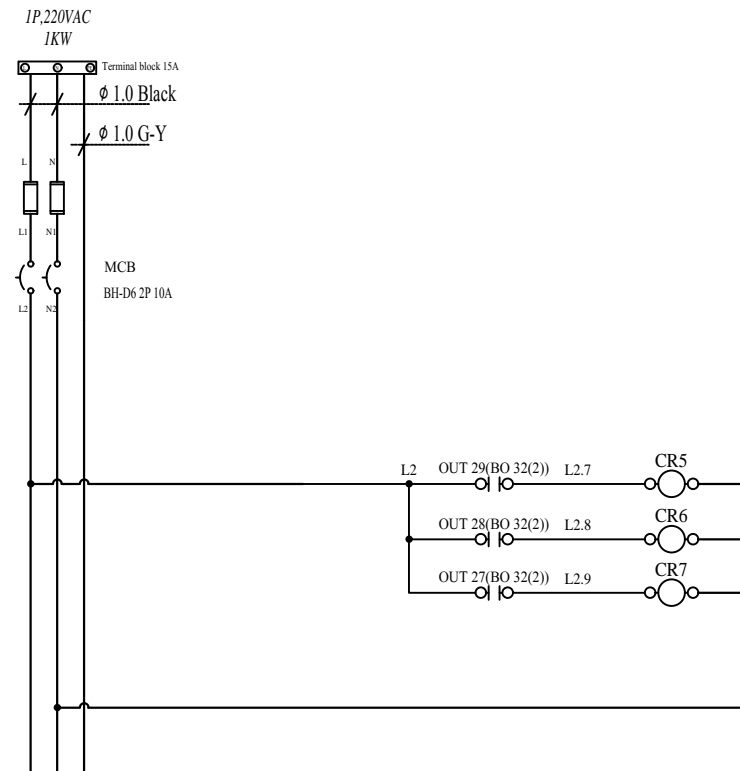 1P,220VAC
1KW
Terminal block 15A
ϕ 1.0 Black
ϕ 1.0 G-Y
L N
L1 N1
MCB
BH-D6 2P 10A
L2 N2
L2 OUT 29(BO 32(2)) L2.7 CR5
OUT 28(BO 32(2)) L2.8 CR6
OUT 27(BO 32(2)) L2.9 CR7